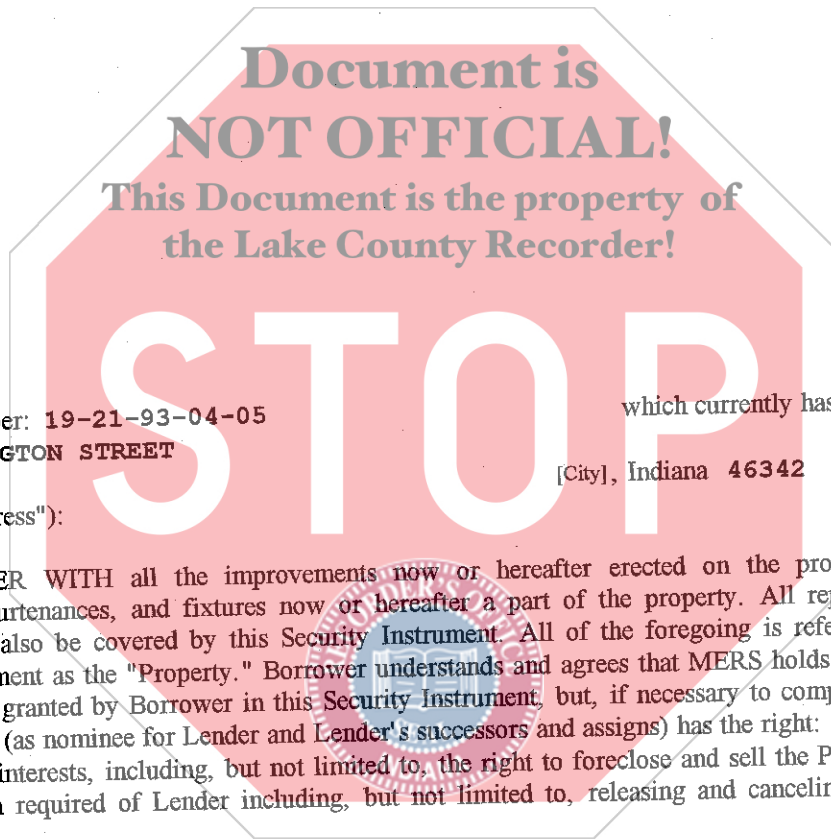 Document is
NOT OFFICIAL!
This Document is the property of
the Lake County Recorder!
STOP
er: 19-21-93-04-05 which currently has
GTON STREET
[City], Indiana 46342
ress"):
ER WITH all the improvements now or hereafter erected on the pro
urtenances, and fixtures now or hereafter a part of the property. All re
also be covered by this Security Instrument. All of the foregoing is refe
ment as the "Property." Borrower understands and agrees that MERS holds
granted by Borrower in this Security Instrument, but, if necessary to comp
(as nominee for Lender and Lender's successors and assigns) has the right:
interests, including, but not limited to, the right to foreclose and sell the P
required of Lender including, but not limited to, releasing and cancelin